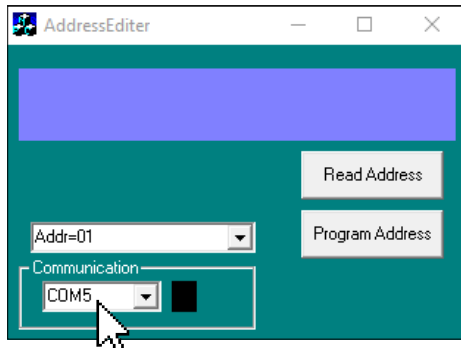 AddressEditer
Read Address
Addr=01
Program Address
Communication
COM5